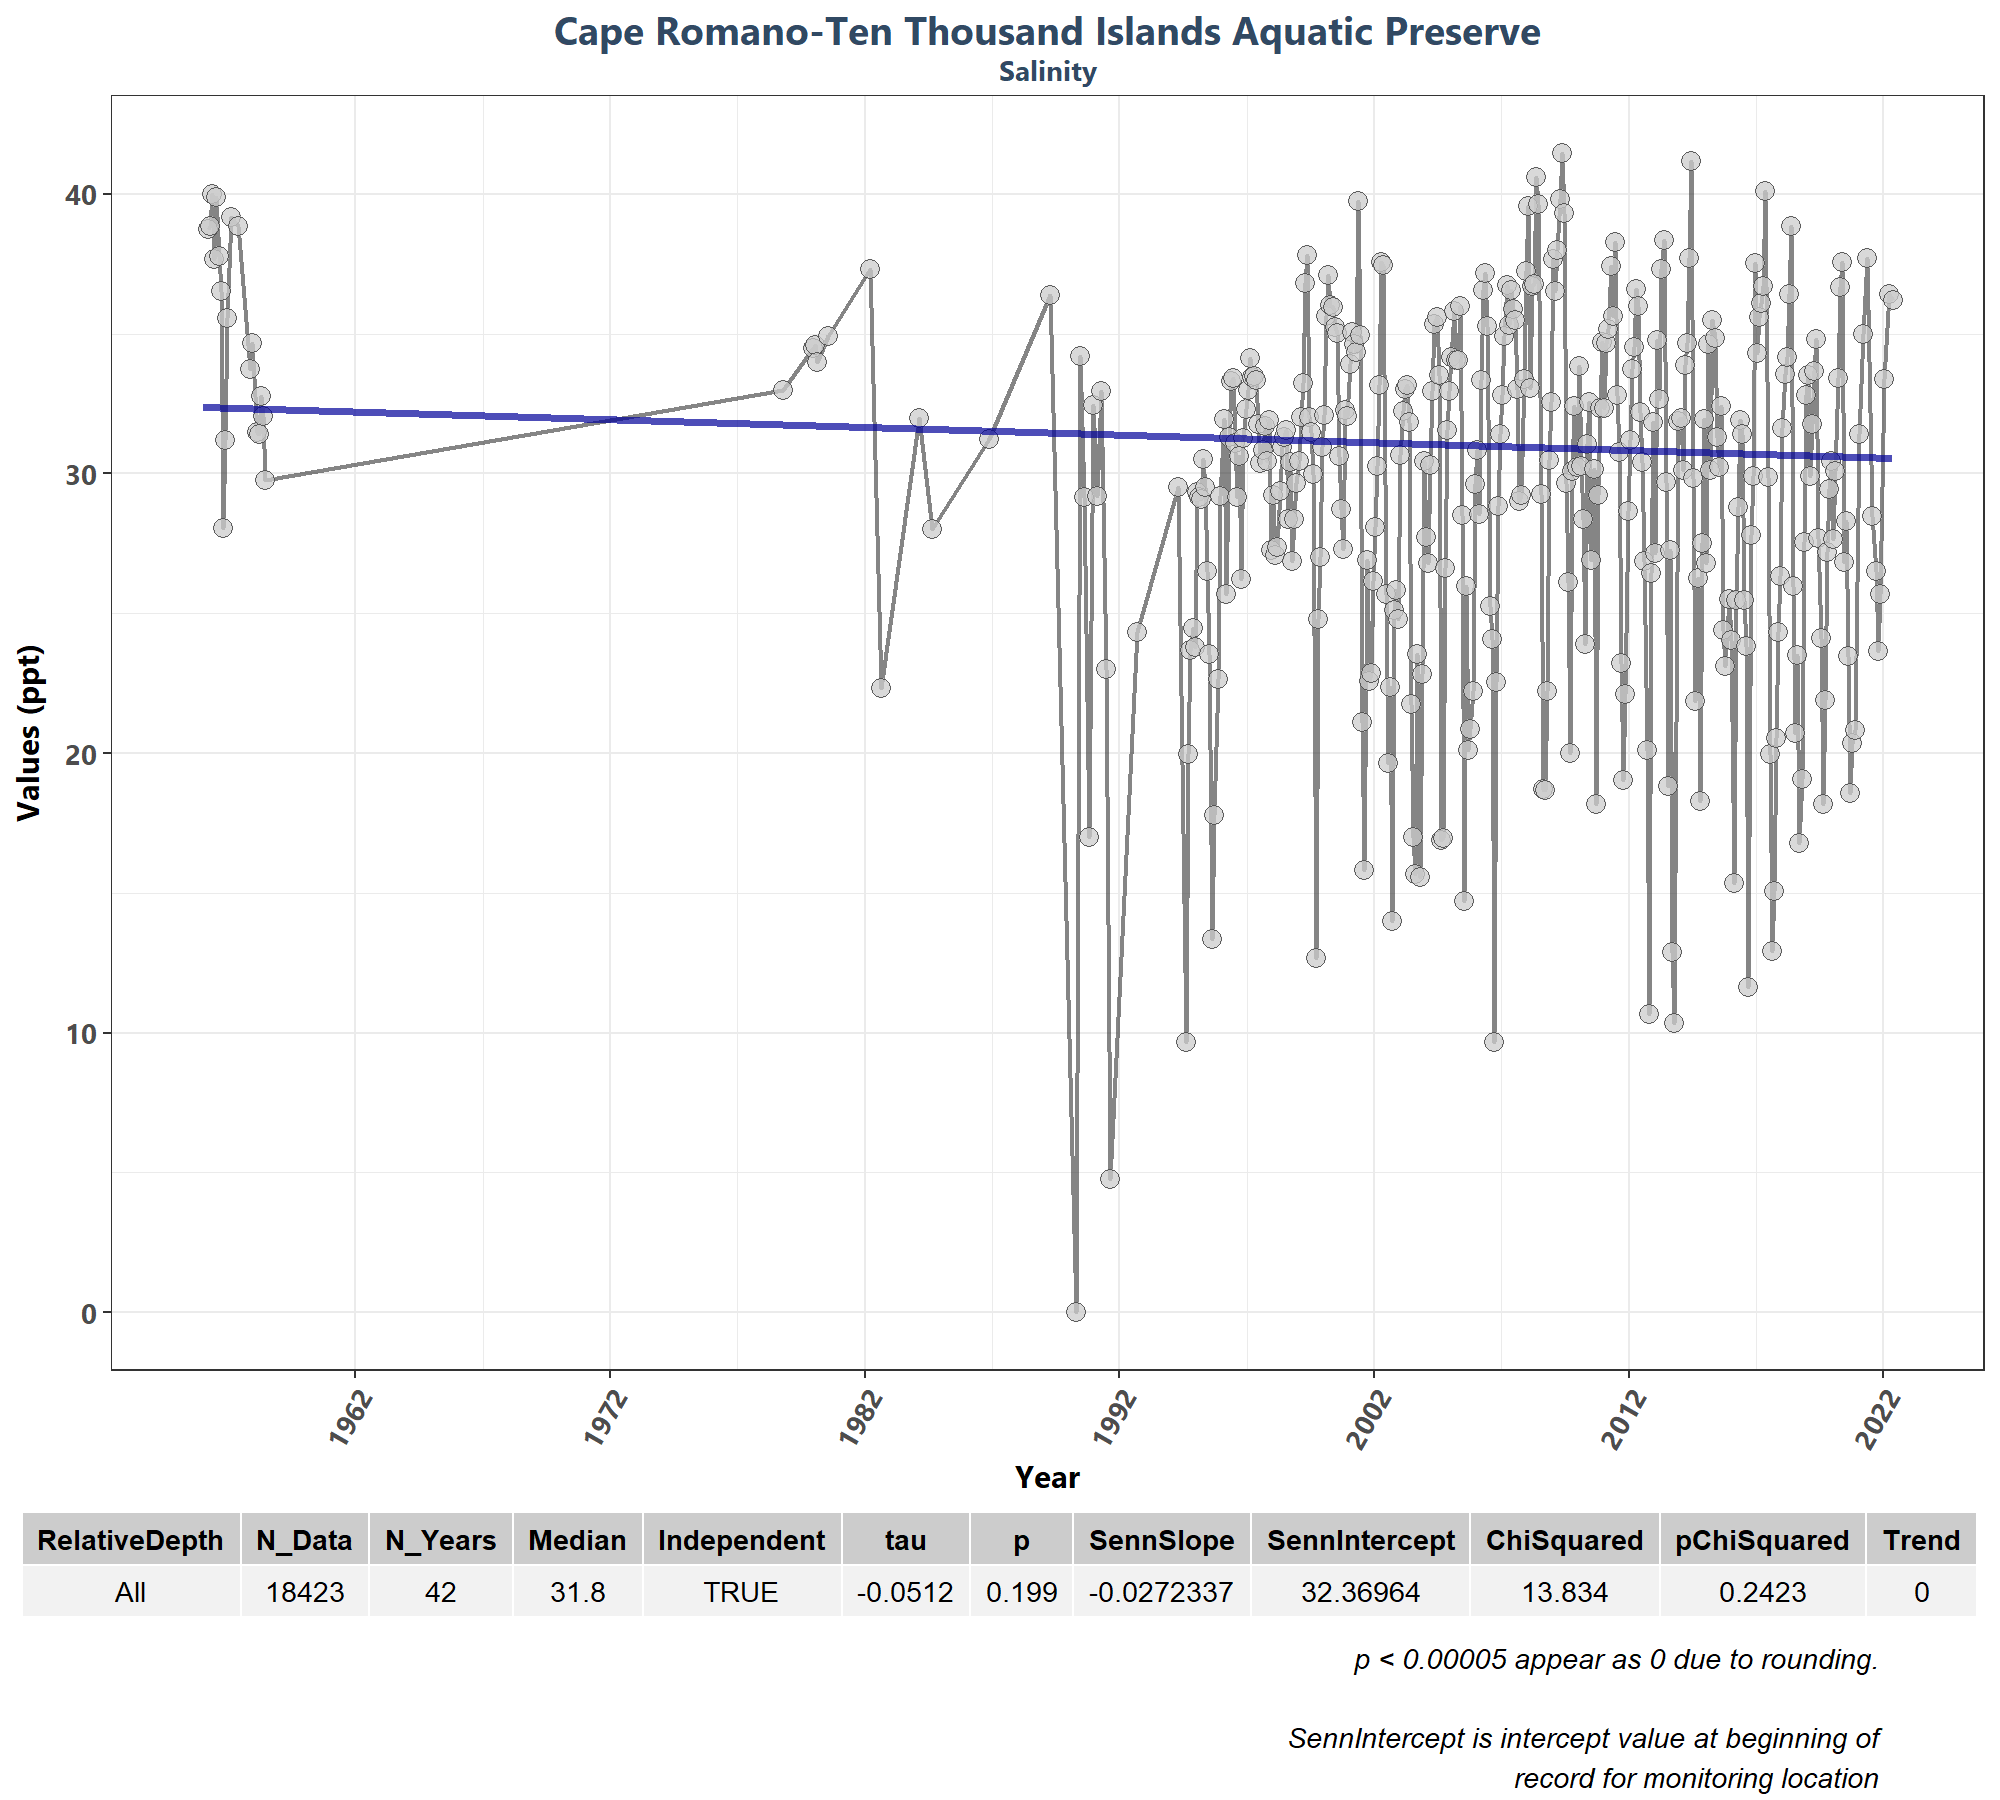 Cape Romano-Ten Thousand Islands Aquatic Preserve
Salinity
Values (ppt)
40
30
20
10
0
1962 1972 1982 1992 2002 2012 2022
Year
RelativeDepth N_Data N_Years Median Independent tau p SennSlope SennIntercept ChiSquared pChiSquared Trend
All 18423 42 31.8 TRUE -0.0512 0.199 -0.0272337 32.36964 13.834 0.2423 0
p < 0.00005 appear as 0 due to rounding.
SennIntercept is intercept value at beginning of
record for monitoring location